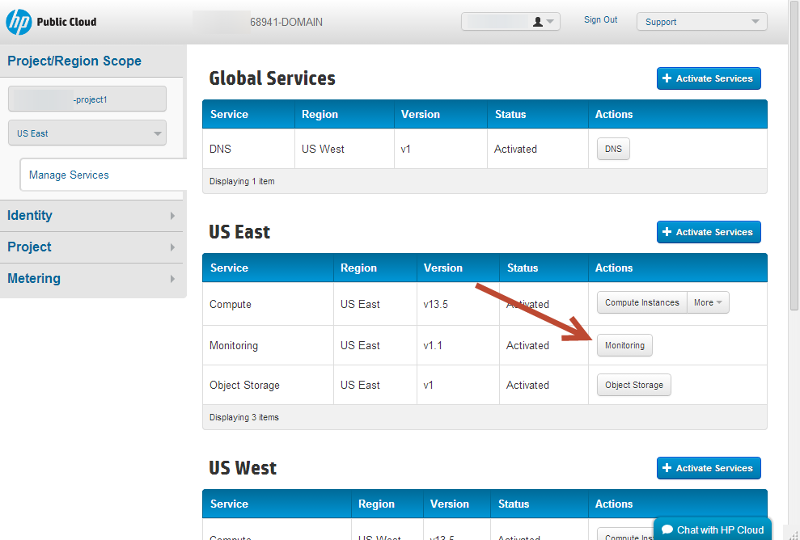 hp Public Cloud
68941-DOMAIN
Sign Out
Support
Project/Region Scope
-project1
US East
Manage Services
Identity
Project
Metering
Global Services
Activate Services
Service Region Version Status Actions
DNS US West v1 Activated DNS
Displaying 1 item
US East
Activate Services
Service Region Version Status Actions
Compute US East v13.5 Activated Compute Instances More
Monitoring US East v1.1 Activated Monitoring
Object Storage US East v1 Activated Object Storage
Displaying 3 items
US West
Activate Services
Service Region Version Status Actions
Compute US West v13.5 Activated Compute
Chat with HP Cloud